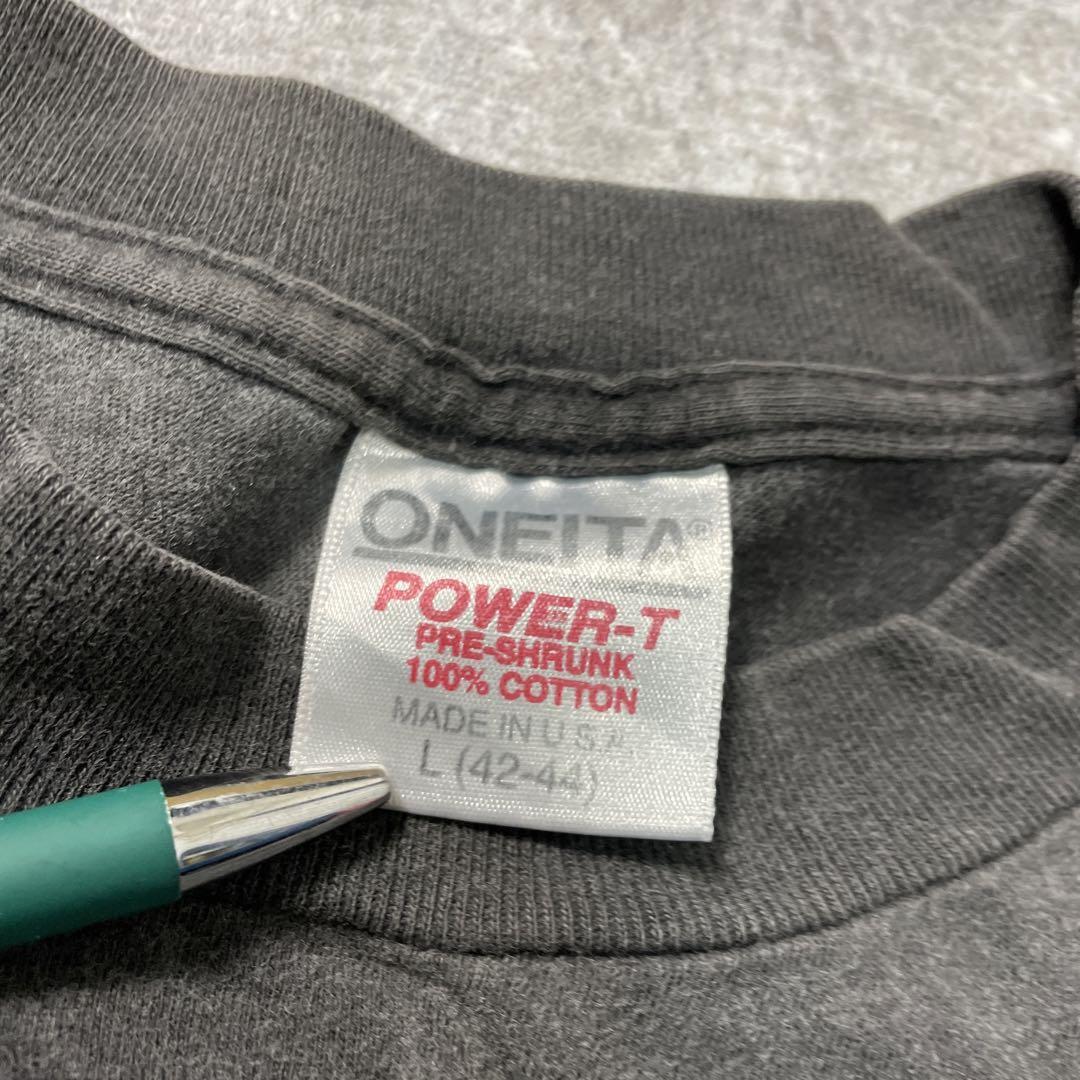 ONEITA®
POWER-T
PRE-SHRUNK
100% COTTON
MADE IN U.S.A.
L (42-44)